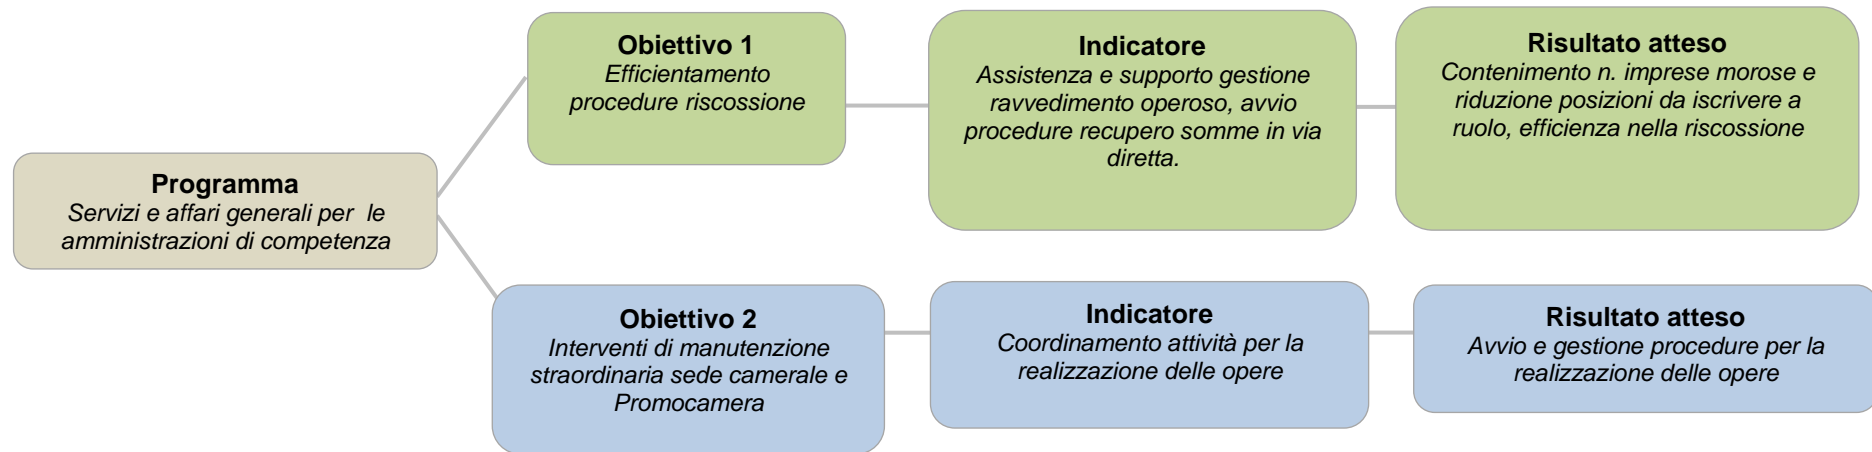 Programma
Servizi e affari generali per le
amministrazioni di competenza
Obiettivo 1
Efficientamento
procedure riscossione
Indicatore
Assistenza e supporto gestione
ravvedimento operoso, avvio
procedure recupero somme in via
diretta.
Risultato atteso
Contenimento n. imprese morose e
riduzione posizioni da iscrivere a
ruolo, efficienza nella riscossione
Obiettivo 2
Interventi di manutenzione
straordinaria sede camerale e
Promocamera
Indicatore
Coordinamento attività per la
realizzazione delle opere
Risultato atteso
Avvio e gestione procedure per la
realizzazione delle opere